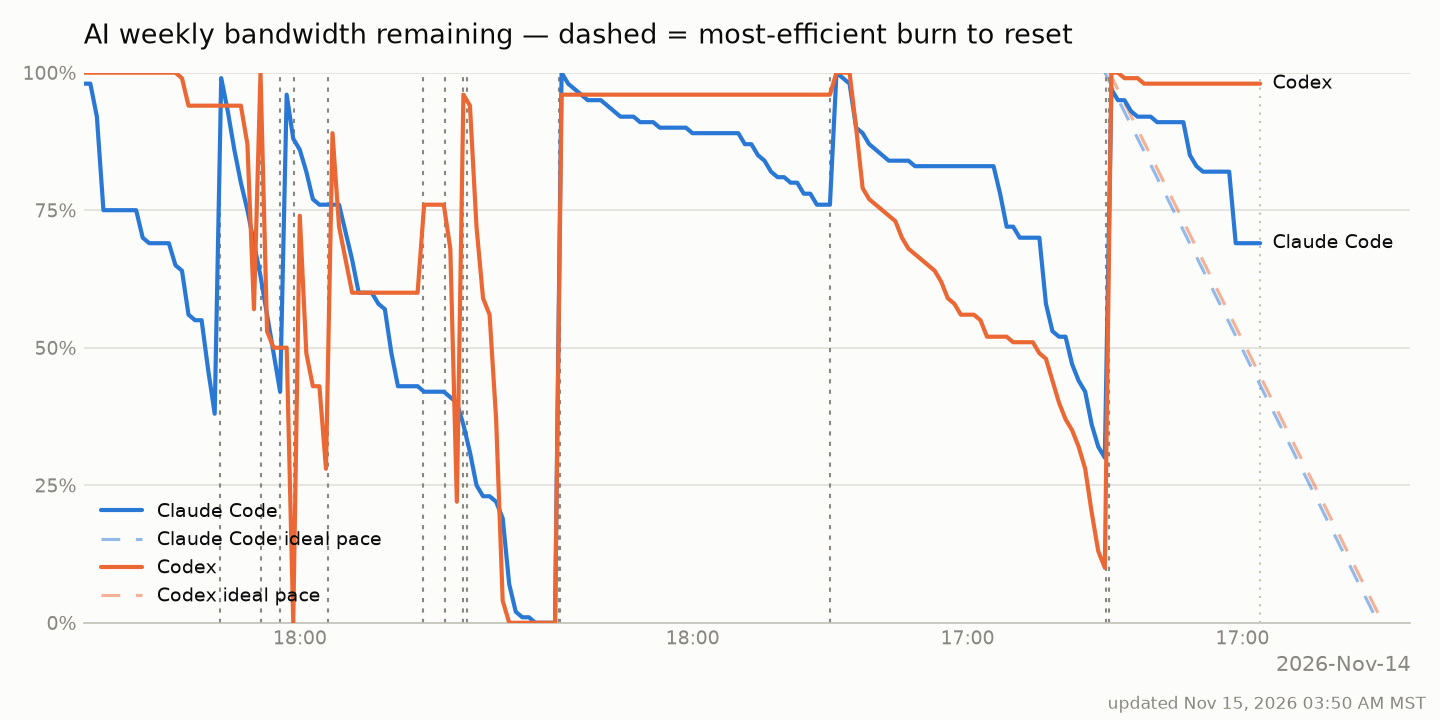 AI weekly bandwidth remaining — dashed = most-efficient burn to reset
100%
75%
50%
25%
0%
Codex
Claude Code
Claude Code
Claude Code ideal pace
Codex
Codex ideal pace
18:00
18:00
17:00
17:00
2026-Nov-14
updated Nov 15, 2026 03:50 AM MST